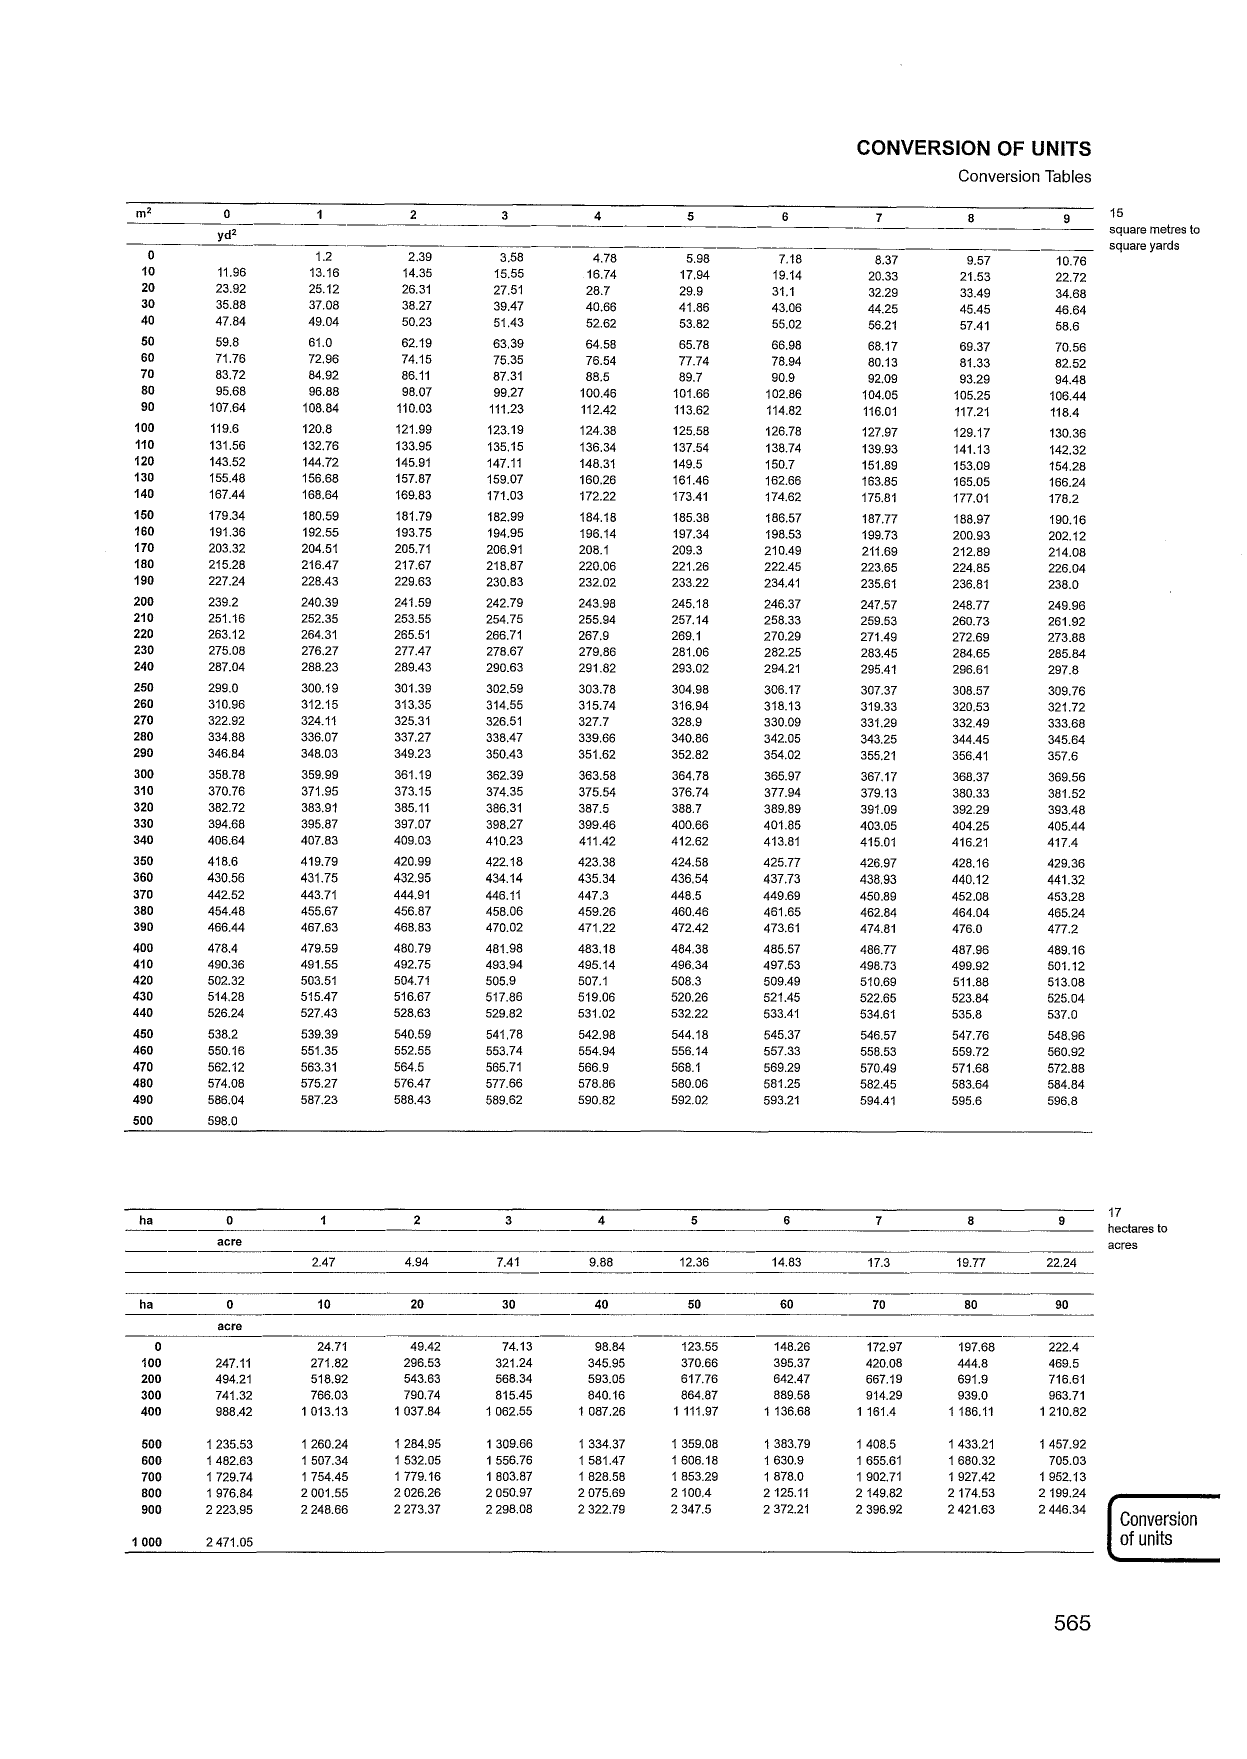 CONVERSION OF UNITS
Conversion Tables
m² 0 1 2 3 4 5 6 7 8 9
yd²
0 1.2 2.39 3.58 4.78 5.98 7.18 8.37 9.57 10.76
10 11.96 13.16 14.35 15.55 16.74 17.94 19.14 20.33 21.53 22.72
20 23.92 25.12 26.31 27.51 28.7 29.9 31.1 32.29 33.49 34.68
30 35.88 37.08 38.27 39.47 40.66 41.86 43.06 44.25 45.45 46.64
40 47.84 49.04 50.23 51.43 52.62 53.82 55.02 56.21 57.41 58.6
50 59.8 61.0 62.19 63.39 64.58 65.78 66.98 68.17 69.37 70.56
60 71.76 72.96 74.15 75.35 76.54 77.74 78.94 80.13 81.33 82.52
70 83.72 84.92 86.11 87.31 88.5 89.7 90.9 92.09 93.29 94.48
80 95.68 96.88 98.07 99.27 100.46 101.66 102.86 104.05 105.25 106.44
90 107.64 108.84 110.03 111.23 112.42 113.62 114.82 116.01 117.21 118.4
100 119.6 120.8 121.99 123.19 124.38 125.58 126.78 127.97 129.17 130.36
110 131.56 132.76 133.95 135.15 136.34 137.54 138.74 139.93 141.13 142.32
120 143.52 144.72 145.91 147.11 148.31 149.5 150.7 151.89 153.09 154.28
130 155.48 156.68 157.87 159.07 160.26 161.46 162.66 163.85 165.05 166.24
140 167.44 168.64 169.83 171.03 172.22 173.41 174.62 175.81 177.01 178.2
150 179.34 180.59 181.79 182.99 184.18 185.38 186.57 187.77 188.97 190.16
160 191.36 192.55 193.75 194.95 196.14 197.34 198.53 199.73 200.93 202.12
170 203.32 204.51 205.71 206.91 208.1 209.3 210.49 211.69 212.89 214.08
180 215.28 216.47 217.67 218.87 220.06 221.26 222.45 223.65 224.85 226.04
190 227.24 228.43 229.63 230.83 232.02 233.22 234.41 235.61 236.81 238.0
200 239.2 240.39 241.59 242.79 243.98 245.18 246.37 247.57 248.77 249.96
210 251.16 252.35 253.55 254.75 255.94 257.14 258.33 259.53 260.73 261.92
220 263.12 264.31 265.51 266.71 267.9 269.1 270.29 271.49 272.69 273.88
230 275.08 276.27 277.47 278.67 279.86 281.06 282.25 283.45 284.65 285.84
240 287.04 288.23 289.43 290.63 291.82 293.02 294.21 295.41 296.61 297.8
250 299.0 300.19 301.39 302.59 303.78 304.98 306.17 307.37 308.57 309.76
260 310.96 312.15 313.35 314.55 315.74 316.94 318.13 319.33 320.53 321.72
270 322.92 324.11 325.31 326.51 327.7 328.9 330.09 331.29 332.49 333.68
280 334.88 336.07 337.27 338.47 339.66 340.86 342.05 343.25 344.45 345.64
290 346.84 348.03 349.23 350.43 351.62 352.82 354.02 355.21 356.41 357.6
300 358.78 359.99 361.19 362.39 363.58 364.78 365.97 367.17 368.37 369.56
310 370.76 371.95 373.15 374.35 375.54 376.74 377.94 379.13 380.33 381.52
320 382.72 383.91 385.11 386.31 387.5 388.7 389.89 391.09 392.29 393.48
330 394.68 395.87 397.07 398.27 399.46 400.66 401.85 403.05 404.25 405.44
340 406.64 407.83 409.03 410.23 411.42 412.62 413.81 415.01 416.21 417.4
350 418.6 419.79 420.99 422.18 423.38 424.58 425.77 426.97 428.16 429.36
360 430.56 431.75 432.95 434.14 435.34 436.54 437.73 438.93 440.12 441.32
370 442.52 443.71 444.91 446.11 447.3 448.5 449.69 450.89 452.08 453.28
380 454.48 455.67 456.87 458.06 459.26 460.46 461.65 462.84 464.04 465.24
390 466.44 467.63 468.83 470.02 471.22 472.42 473.61 474.81 476.0 477.2
400 478.4 479.59 480.79 481.98 483.18 484.38 485.57 486.77 487.96 489.16
410 490.36 491.55 492.75 493.94 495.14 496.34 497.53 498.73 499.92 501.12
420 502.32 503.51 504.71 505.9 507.1 508.3 509.49 510.69 511.88 513.08
430 514.28 515.47 516.67 517.86 519.06 520.26 521.45 522.65 523.84 525.04
440 526.24 527.43 528.63 529.82 531.02 532.22 533.41 534.61 535.8 537.0
450 538.2 539.39 540.59 541.78 542.98 544.18 545.37 546.57 547.76 548.96
460 550.16 551.35 552.55 553.74 554.94 556.14 557.33 558.53 559.72 560.92
470 562.12 563.31 564.5 565.71 566.9 568.1 569.29 570.49 571.68 572.88
480 574.08 575.27 576.47 577.66 578.86 580.06 581.25 582.45 583.64 584.84
490 586.04 587.23 588.43 589.62 590.82 592.02 593.21 594.41 595.6 596.8
500 598.0
15
square metres to
square yards
ha 0 1 2 3 4 5 6 7 8 9
acre
2.47 4.94 7.41 9.88 12.36 14.83 17.3 19.77 22.24
ha 0 10 20 30 40 50 60 70 80 90
acre
0 24.71 49.42 74.13 98.84 123.55 148.26 172.97 197.68 222.4
100 247.11 271.82 296.53 321.24 345.95 370.66 395.37 420.08 444.8 469.5
200 494.21 518.92 543.63 568.34 593.05 617.76 642.47 667.19 691.9 716.61
300 741.32 766.03 790.74 815.45 840.16 864.87 889.58 914.29 939.0 963.71
400 988.42 1 013.13 1 037.84 1 062.55 1 087.26 1 111.97 1 136.68 1 161.4 1 186.11 1 210.82
500 1 235.53 1 260.24 1 284.95 1 309.66 1 334.37 1 359.08 1 383.79 1 408.5 1 433.21 1 457.92
600 1 482.63 1 507.34 1 532.05 1 556.76 1 581.47 1 606.18 1 630.9 1 655.61 1 680.32 705.03
700 1 729.74 1 754.45 1 779.16 1 803.87 1 828.58 1 853.29 1 878.0 1 902.71 1 927.42 1 952.13
800 1 976.84 2 001.55 2 026.26 2 050.97 2 075.69 2 100.4 2 125.11 2 149.82 2 174.53 2 199.24
900 2 223.95 2 248.66 2 273.37 2 298.08 2 322.79 2 347.5 2 372.21 2 396.92 2 421.63 2 446.34
1 000 2 471.05
17
hectares to
acres
Conversion
of units
565